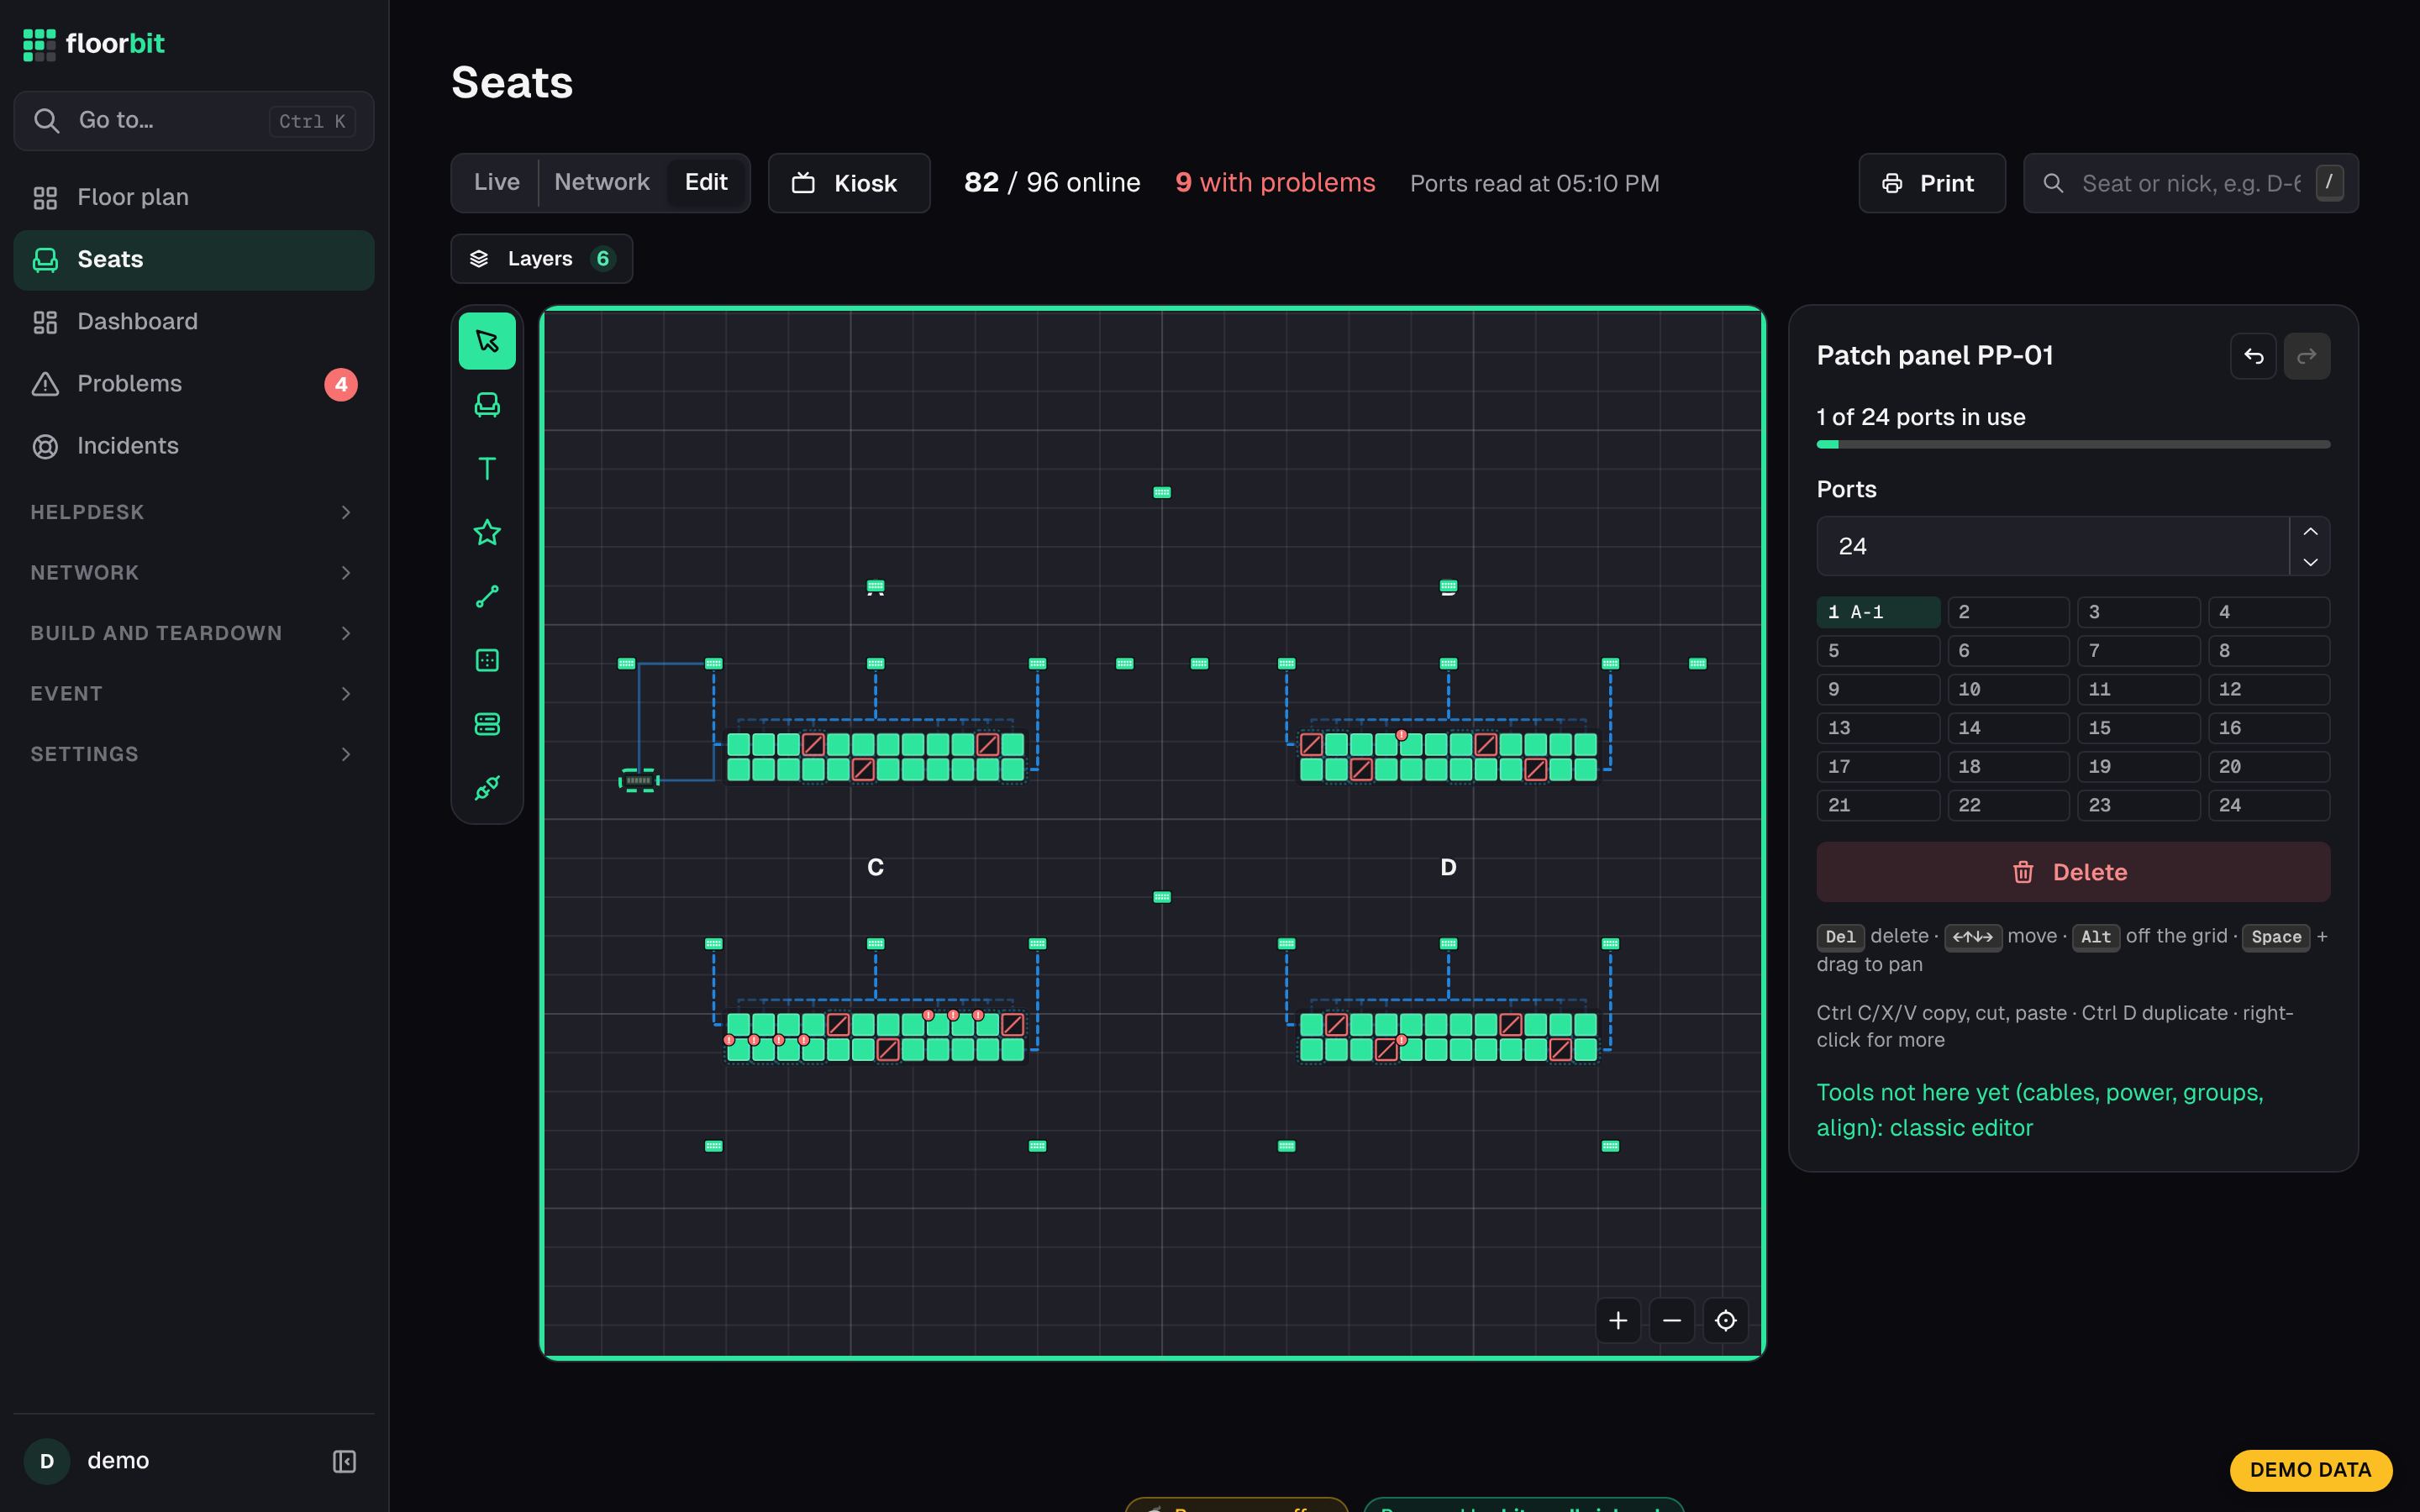 floorbit
Go to...
Ctrl K
Floor plan
Seats
Dashboard
Problems
4
Incidents
HELPDESK
NETWORK
BUILD AND TEARDOWN
EVENT
SETTINGS
D
demo
Seats
Live
Network
Edit
Kiosk
82 / 96 online
9 with problems
Ports read at 05:10 PM
Print
Seat or nick, e.g. D-6
/
Layers 6
C
D
Patch panel PP-01
1 of 24 ports in use
Ports
24
1 A-1
2
3
4
5
6
7
8
9
10
11
12
13
14
15
16
17
18
19
20
21
22
23
24
Delete
Del delete · ←↑↓→ move · Alt off the grid · Space +
drag to pan
Ctrl C/X/V copy, cut, paste · Ctrl D duplicate · right-
click for more
Tools not here yet (cables, power, groups,
align): classic editor
DEMO DATA